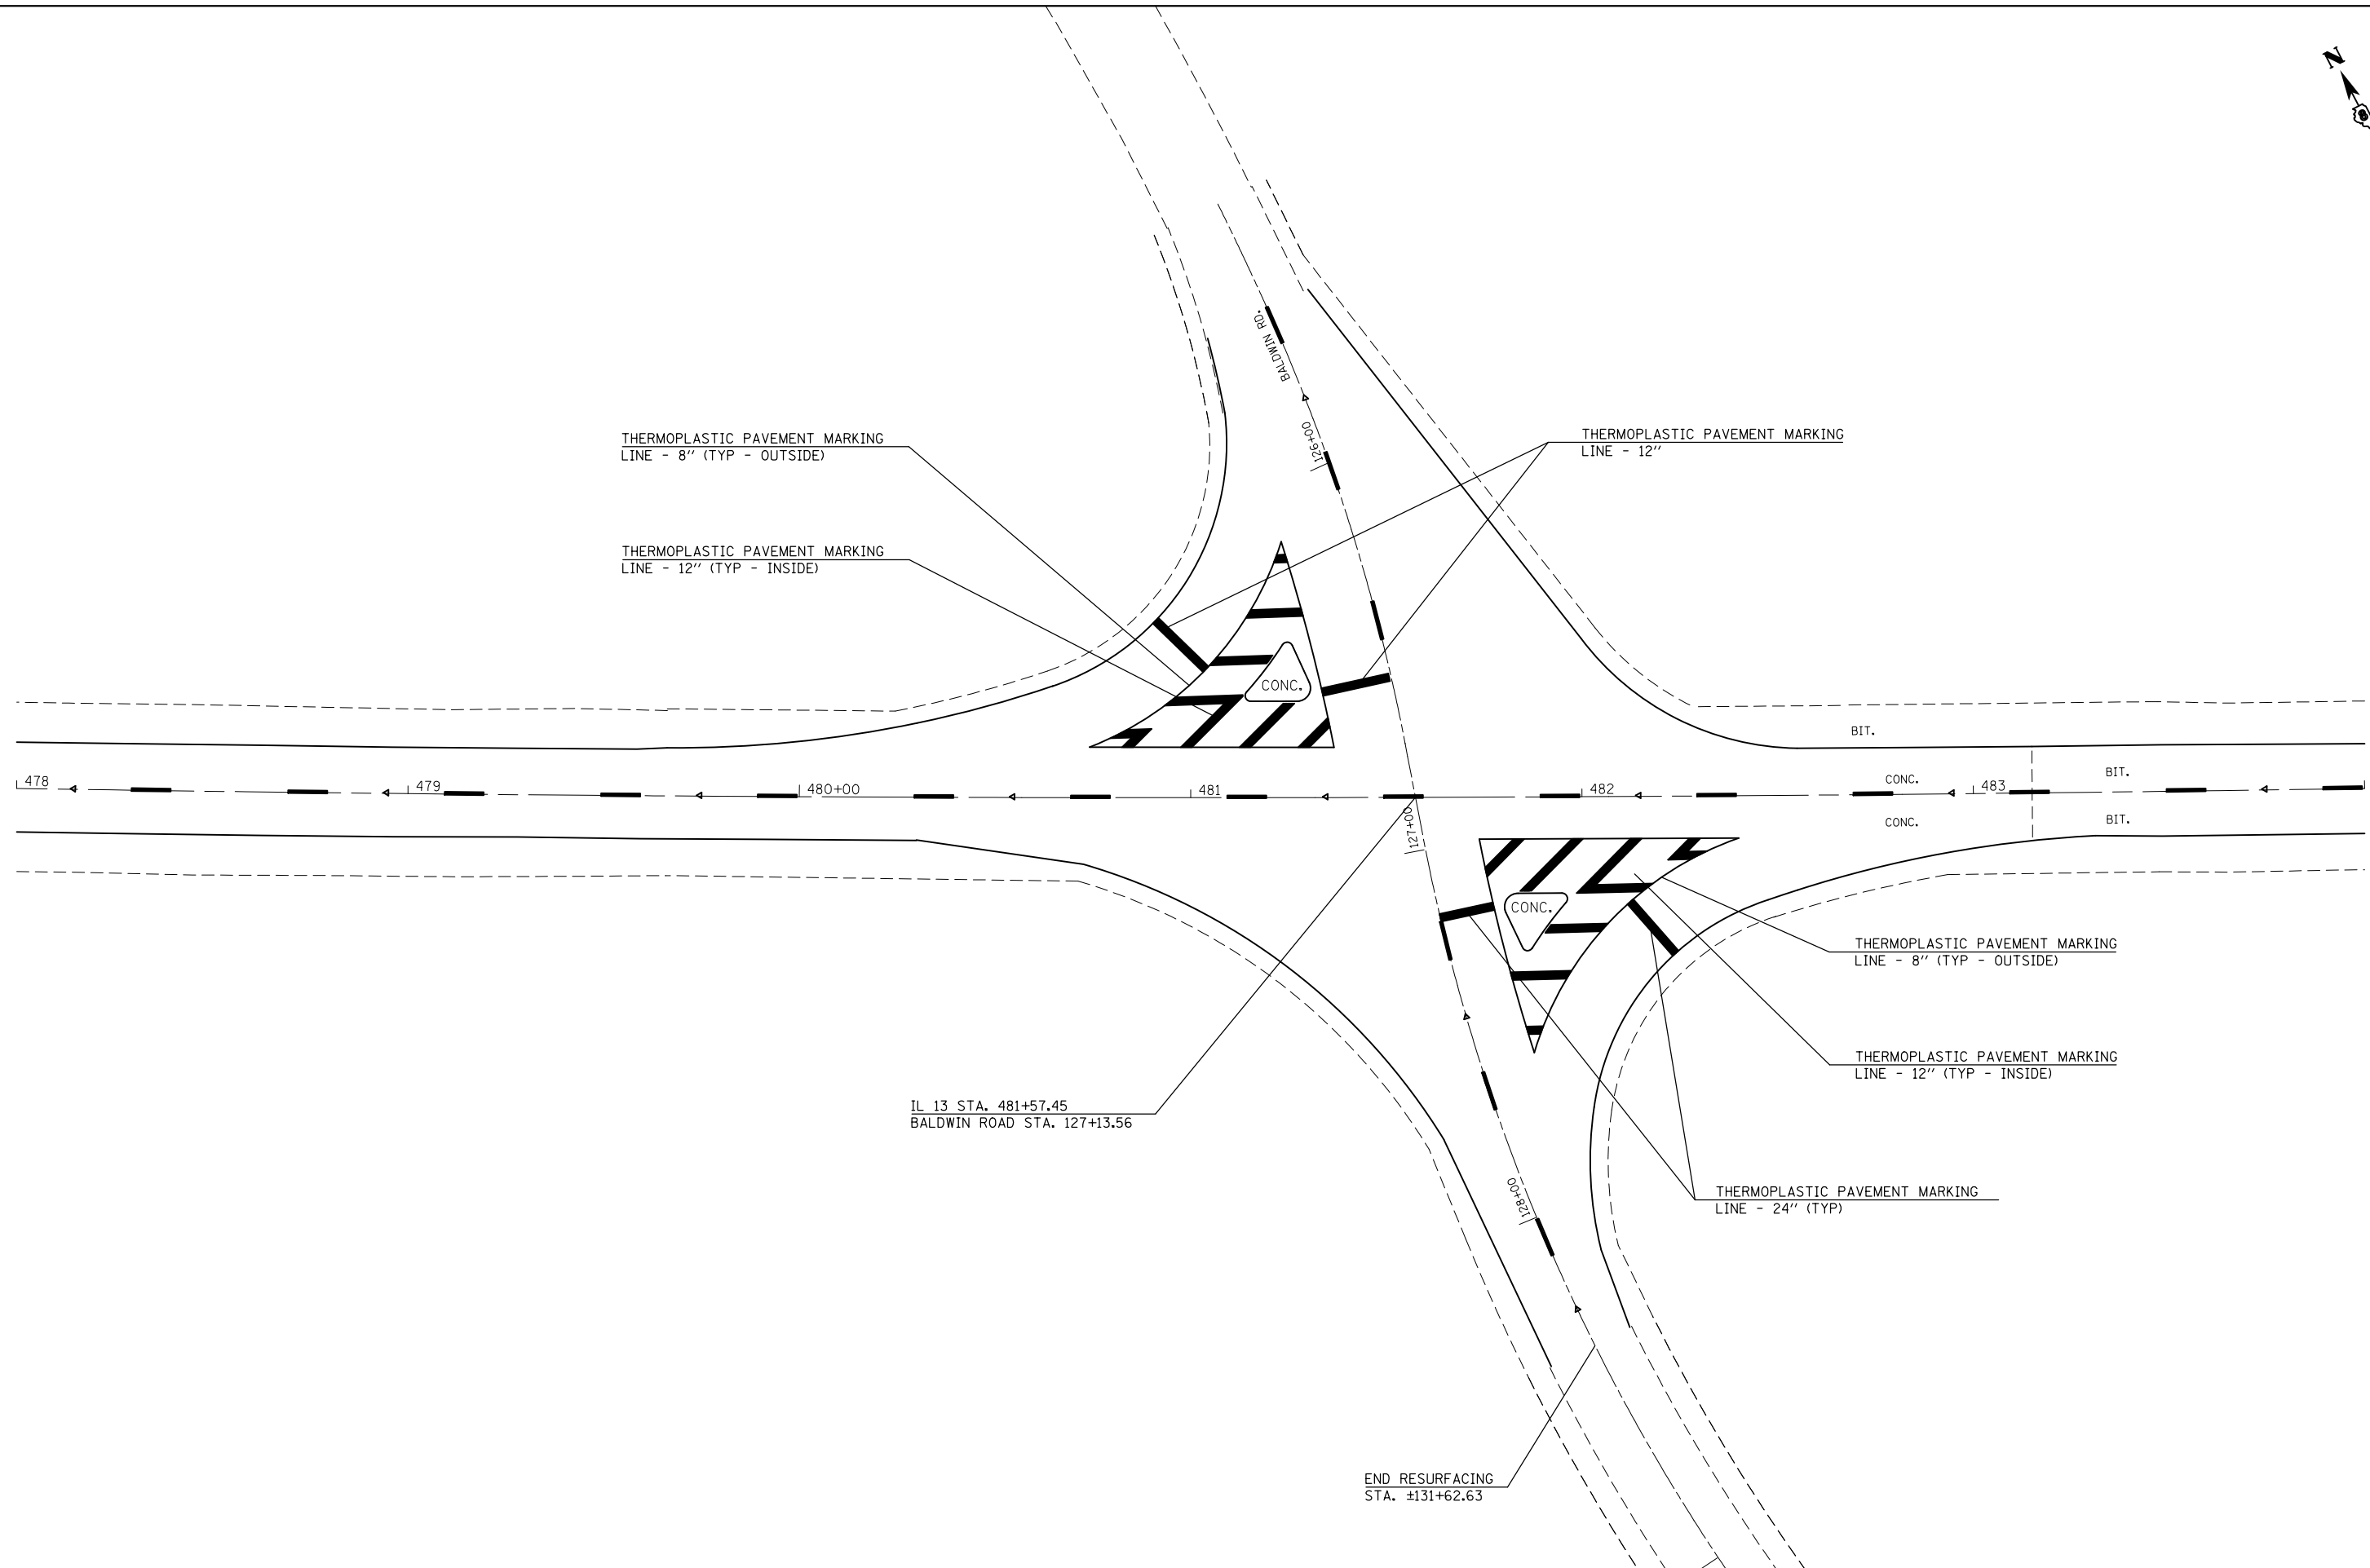 N
BALDWIN RD.
126+00
THERMOPLASTIC PAVEMENT MARKING
LINE - 8" (TYP - OUTSIDE)
THERMOPLASTIC PAVEMENT MARKING
LINE - 12"
THERMOPLASTIC PAVEMENT MARKING
LINE - 12" (TYP - INSIDE)
CONC.
BIT.
478
479
480+00
481
482
CONC.
483
BIT.
127+00
CONC.
BIT.
CONC.
THERMOPLASTIC PAVEMENT MARKING
LINE - 8" (TYP - OUTSIDE)
THERMOPLASTIC PAVEMENT MARKING
LINE - 12" (TYP - INSIDE)
IL 13 STA. 481+57.45
BALDWIN ROAD STA. 127+13.56
128+00
THERMOPLASTIC PAVEMENT MARKING
LINE - 24" (TYP)
END RESURFACING
STA. ±131+62.63